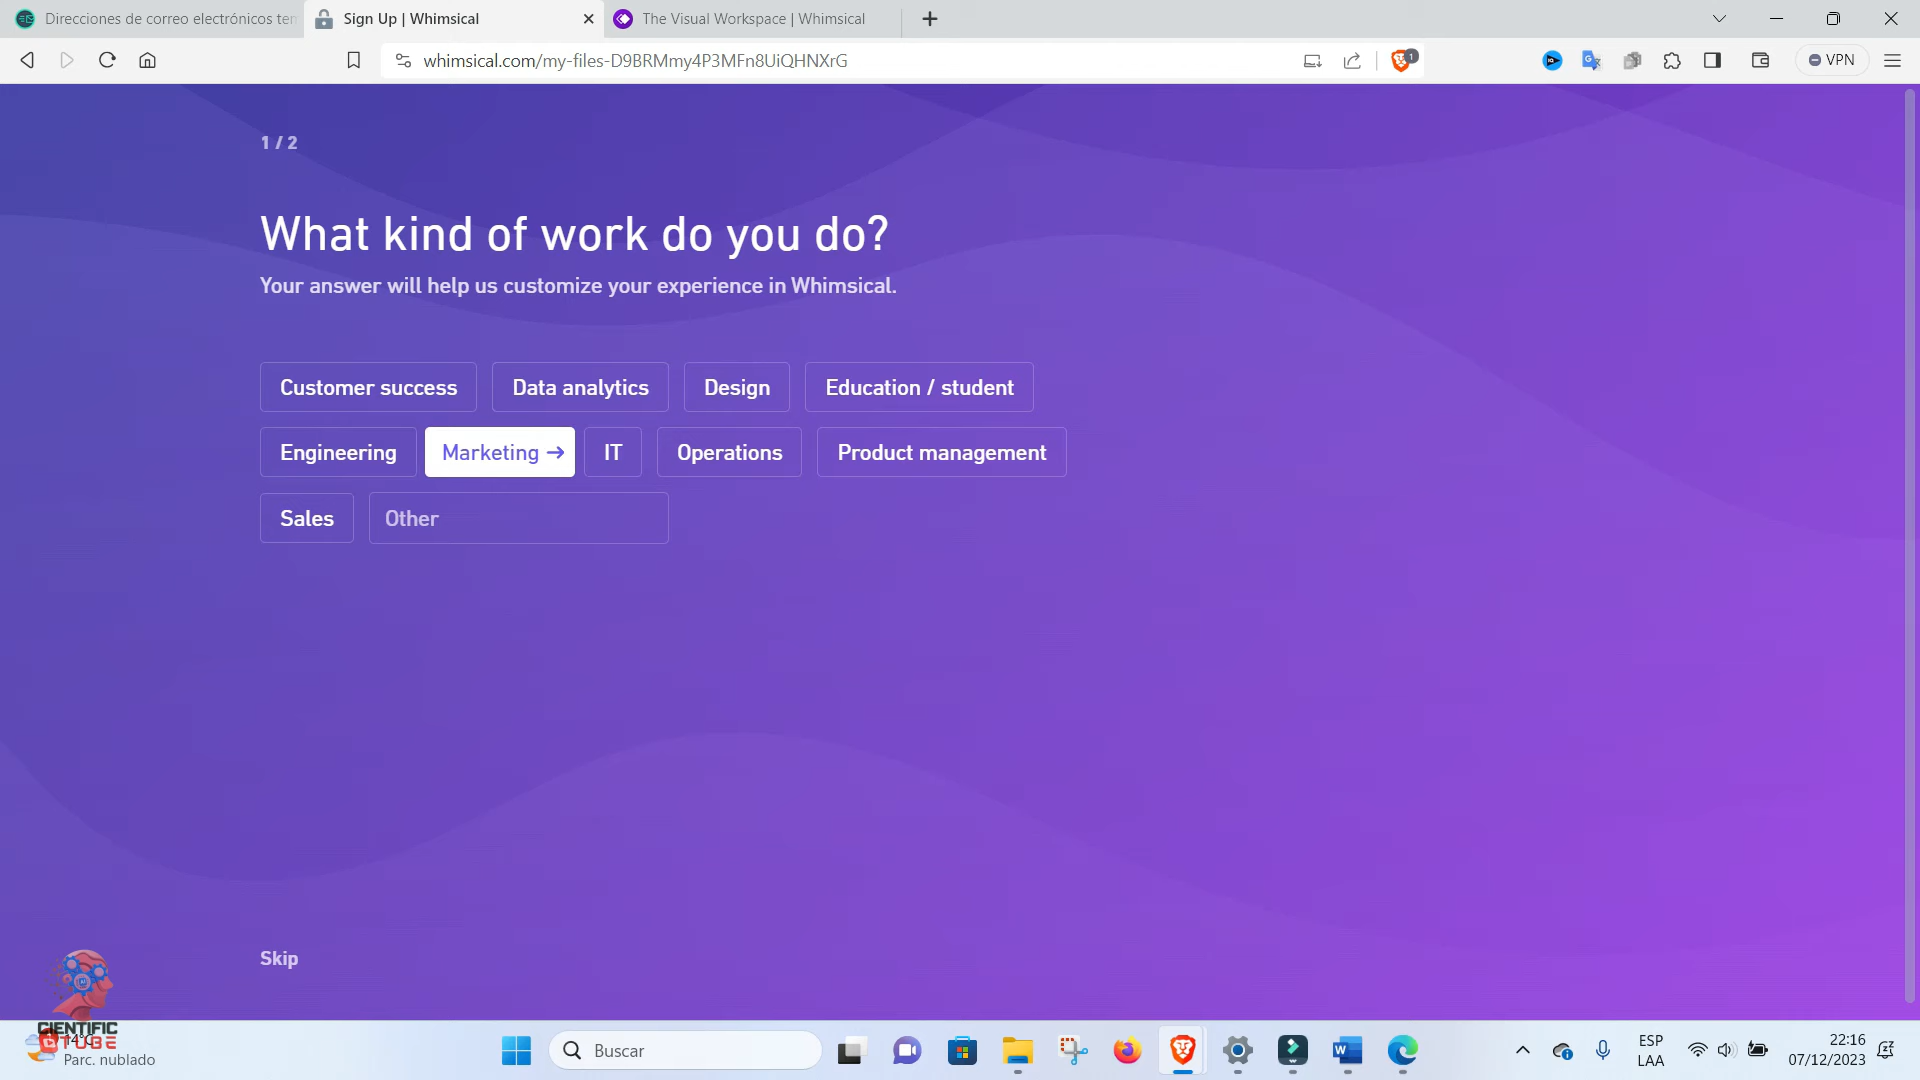 Direcciones de correo electrónicos ten
Sign Up | Whimsical
The Visual Workspace | Whimsical
whimsical.com/my-files-D9BRMmy4P3MFn8UiQHNXrG
1
VPN
1 / 2
What kind of work do you do?
Your answer will help us customize your experience in Whimsical.
Customer success
Data analytics
Design
Education / student
Engineering
Marketing →
IT
Operations
Product management
Sales
Other
Skip
CIENTIFIC
TUBE
14°C
Parc. nublado
Buscar
ESP
LAA
22:16
07/12/2023